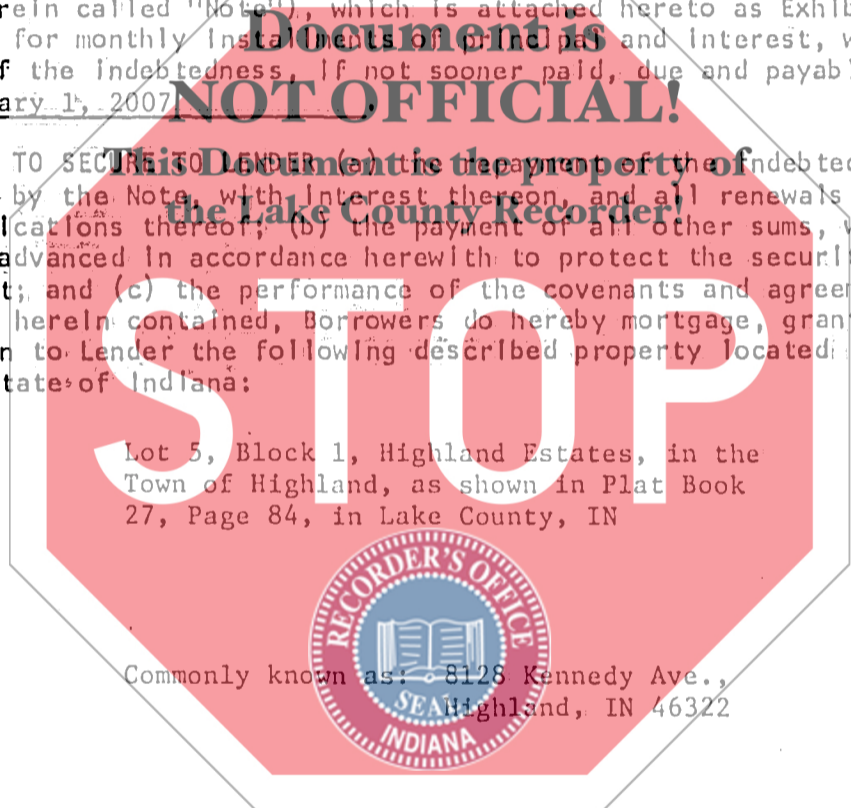 rein called "Note"), which is attached hereto as Exhib
for monthly installments of principal and interest, w
f the indebtedness, if not sooner paid, due and payab
ary 1, 2007
TO SECURE TO LENDER (a) the repayment of the indebted
by the Note, with interest thereon, and all renewals
ications thereof; (b) the payment of all other sums, w
advanced in accordance herewith to protect the securi
t; and (c) the performance of the covenants and agree
herein contained, Borrowers do hereby mortgage, gran
n to Lender the following described property located
tate of Indiana:
Lot 5, Block 1, Highland Estates, in the
Town of Highland, as shown in Plat Book
27, Page 84, in Lake County, IN
Commonly known as: 8128 Kennedy Ave.,
Highland, IN 46322
Document is
NOT OFFICIAL!
This Document is the property of
the Lake County Recorder!
STOP
RECORDER'S OFFICE
SEAL
INDIANA